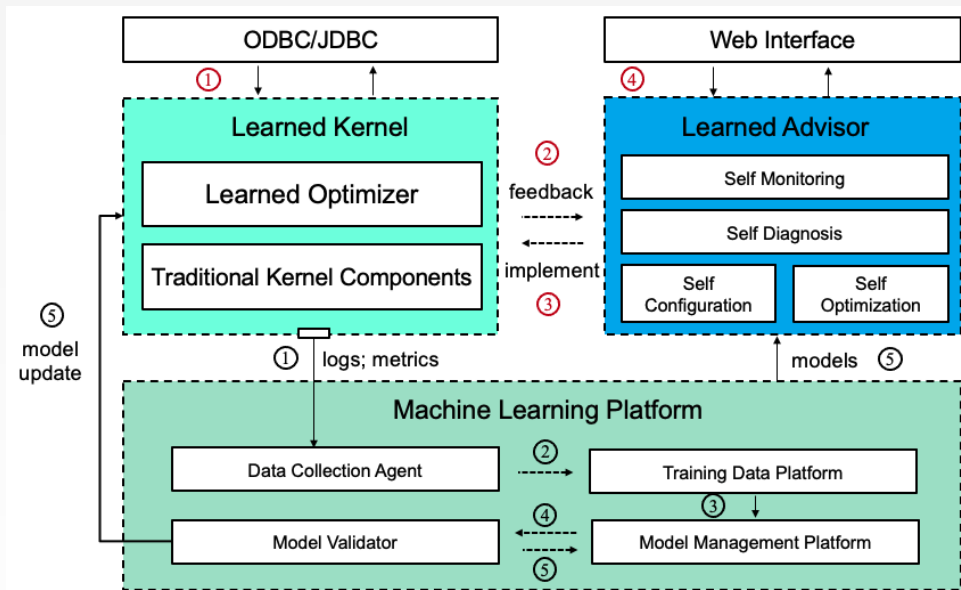 ODBC/JDBC
Web Interface
①
④
Learned Kernel
Learned Advisor
Learned Optimizer
Traditional Kernel Components
②
feedback
implement
③
Self Monitoring
Self Diagnosis
Self
Configuration
Self
Optimization
⑤
model
update
①
logs; metrics
models
⑤
Machine Learning Platform
Data Collection Agent
②
Training Data Platform
③
Model Validator
④
⑤
Model Management Platform